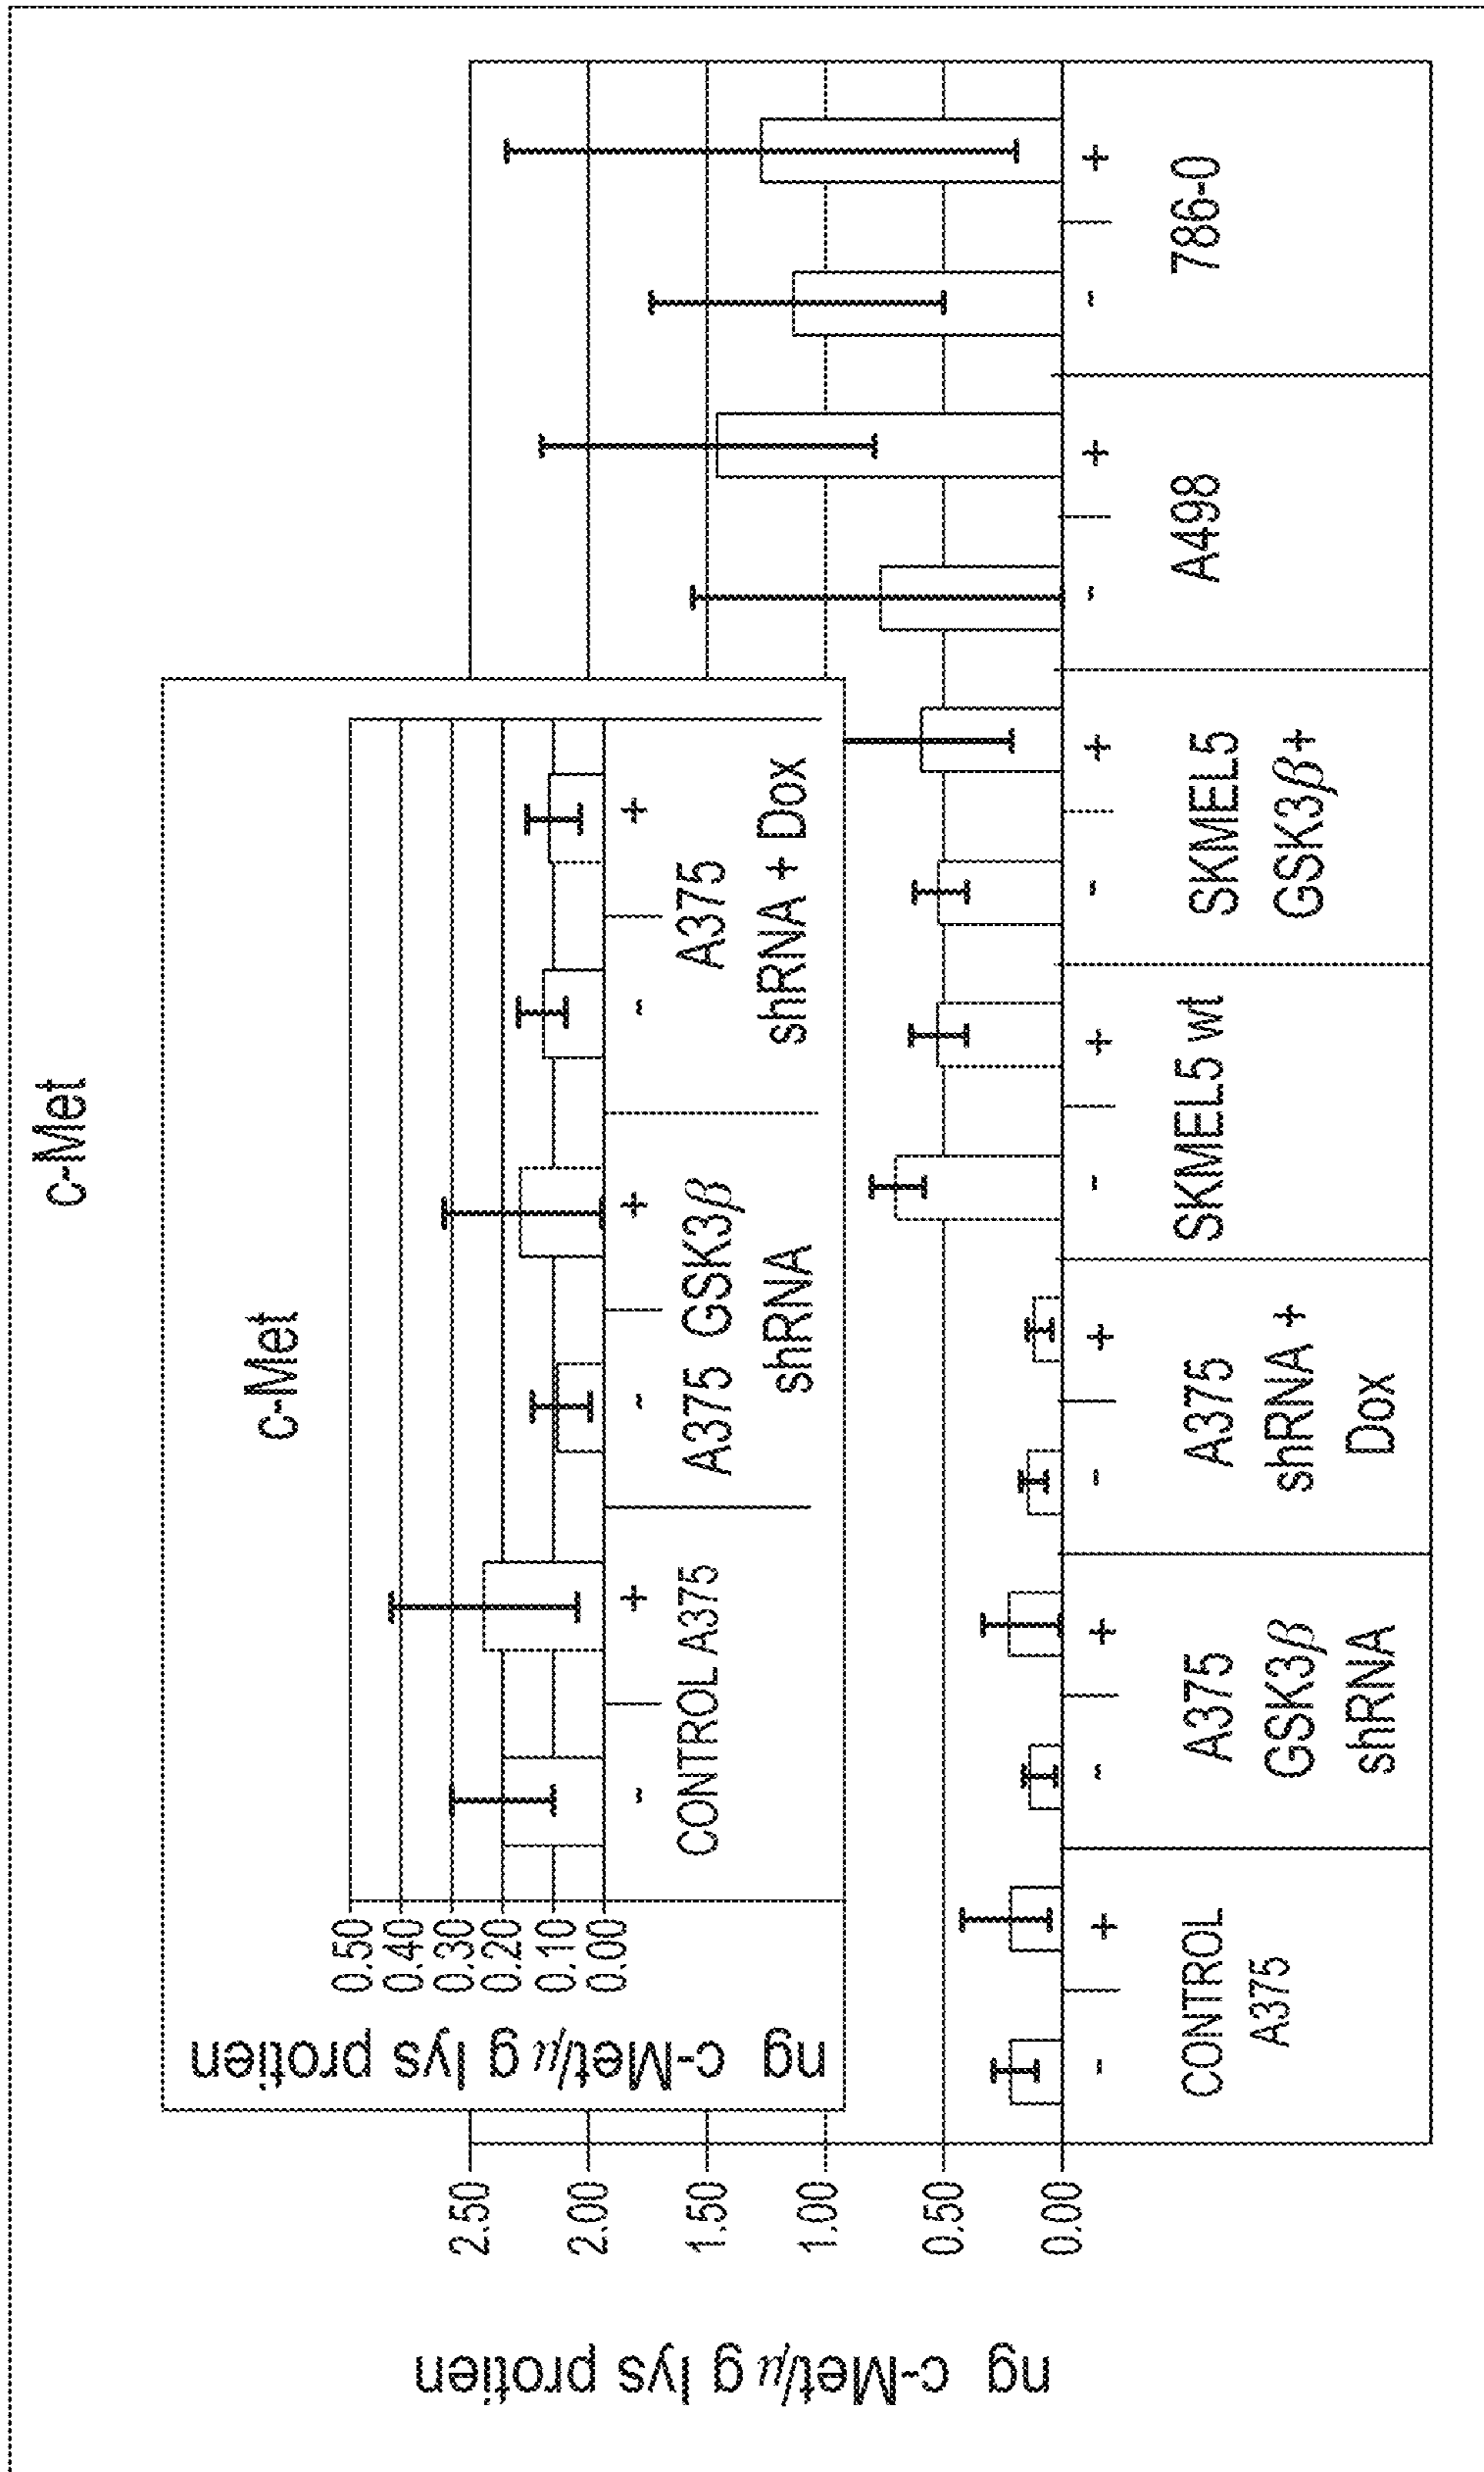 c-Met
c-Met
ng c-Met/μg lys protien
0.50
0.40
0.30
0.20
0.10
0.00
- + - + - +
CONTROL A375
A375 GSK3β
shRNA
A375
shRNA + Dox
ng c-Met/μg lys protien
2.50
2.00
1.50
1.00
0.50
0.00
- + - + - + - + - + - + - +
CONTROL
A375
A375
GSK3β
shRNA
A375
shRNA +
Dox
SKMEL5 wt
SKMEL5
GSK3β+
A498
786-0